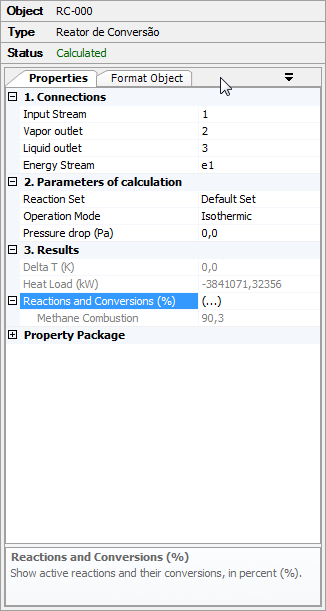 Object RC-000
Type Reator de Conversão
Status Calculated
Properties Format Object
1. Connections
Input Stream 1
Vapor outlet 2
Liquid outlet 3
Energy Stream e1
2. Parameters of calculation
Reaction Set Default Set
Operation Mode Isothermic
Pressure drop (Pa) 0,0
3. Results
Delta T (K) 0,0
Heat Load (kW) -3841071,32356
Reactions and Conversions (%) (...)
Methane Combustion 90,3
Property Package
Reactions and Conversions (%)
Show active reactions and their conversions, in percent (%).